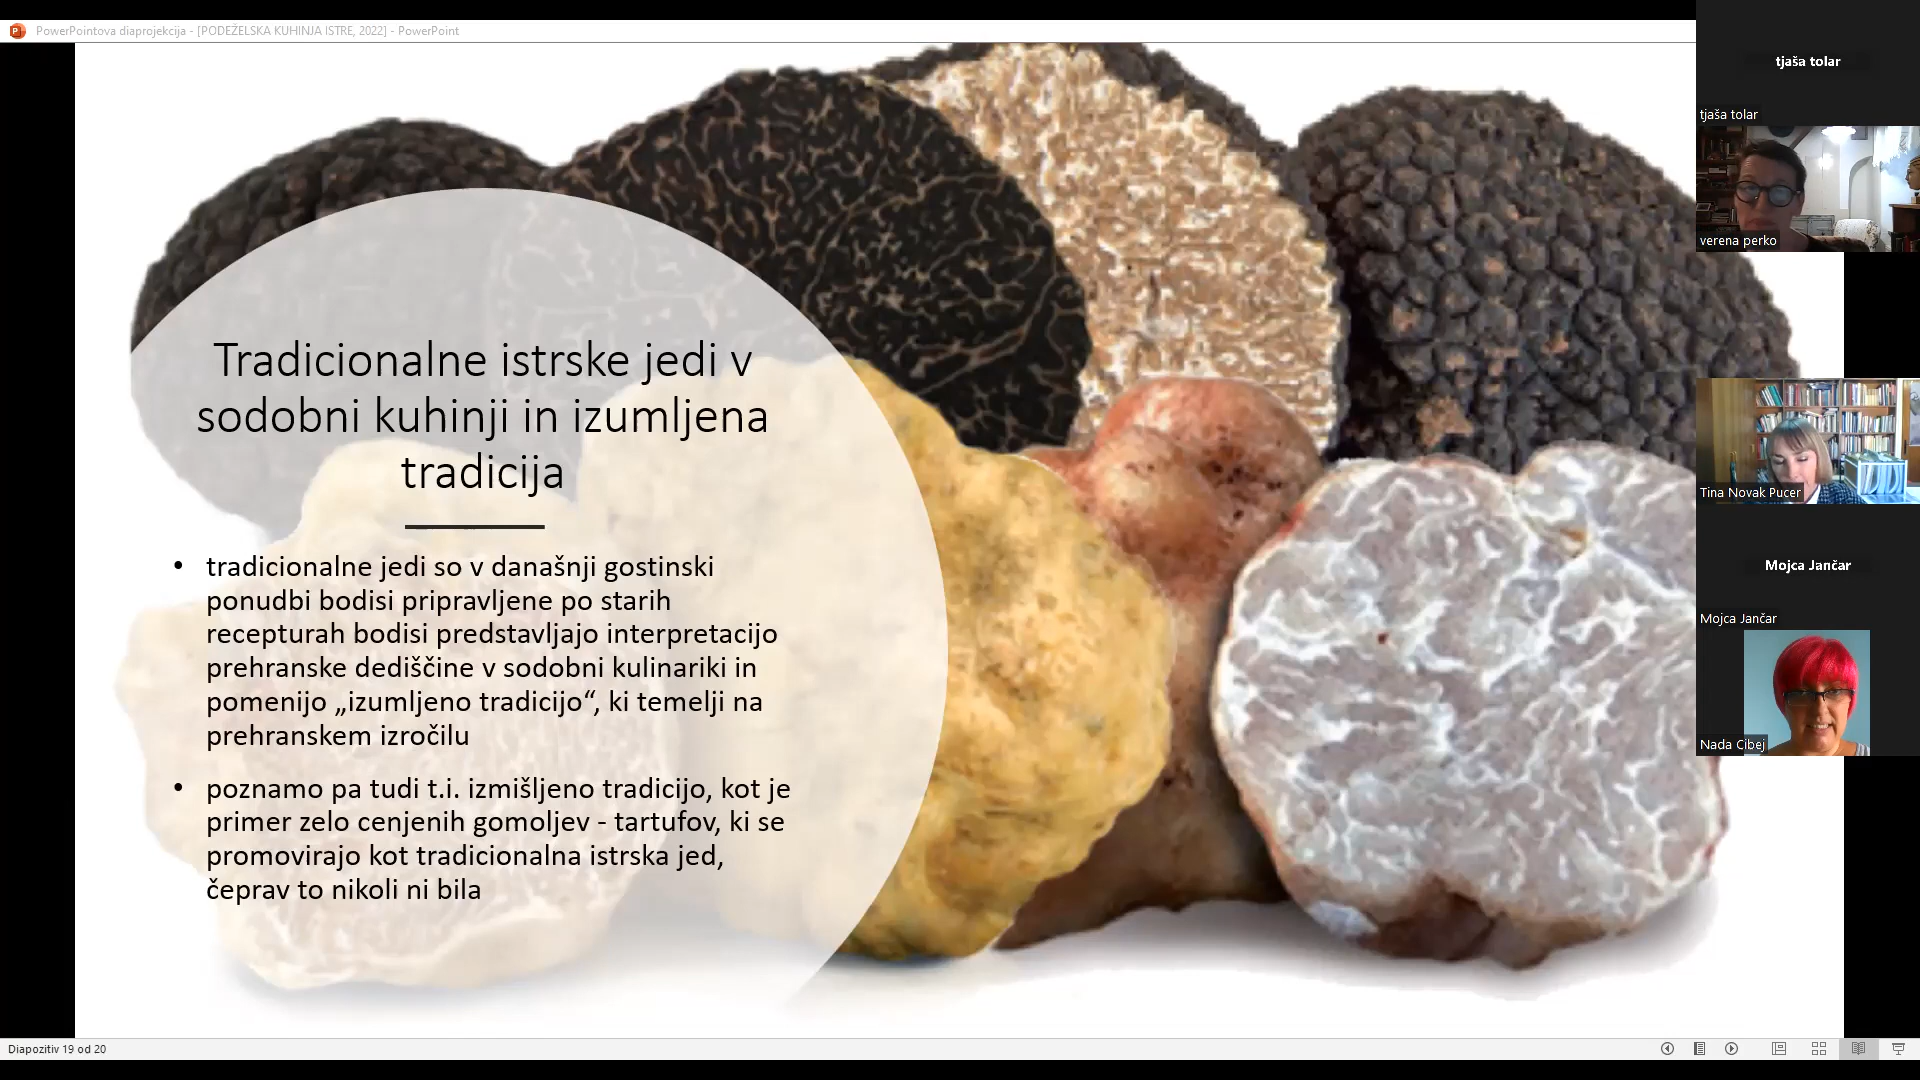 PowerPointova diaprojekcija - [PODEŽELSKA KUHINJA ISTRE, 2022] - PowerPoint
Tradicionalne istrske jedi v
sodobni kuhinji in izumljena
tradicija
• tradicionalne jedi so v današnji gostinski
ponudbi bodisi pripravljene po starih
recepturah bodisi predstavljajo interpretacijo
prehranske dediščine v sodobni kulinariki in
pomenijo „izumljeno tradicijo“, ki temelji na
prehranskem izročilu
• poznamo pa tudi t.i. izmišljeno tradicijo, kot je
primer zelo cenjenih gomoljev - tartufov, ki se
promovirajo kot tradicionalna istrska jed,
čeprav to nikoli ni bila
tjaša tolar
tjaša tolar
verena perko
Tina Novak Pucer
Mojca Jančar
Mojca Jančar
Nada Cibej
Diapozitiv 19 od 20